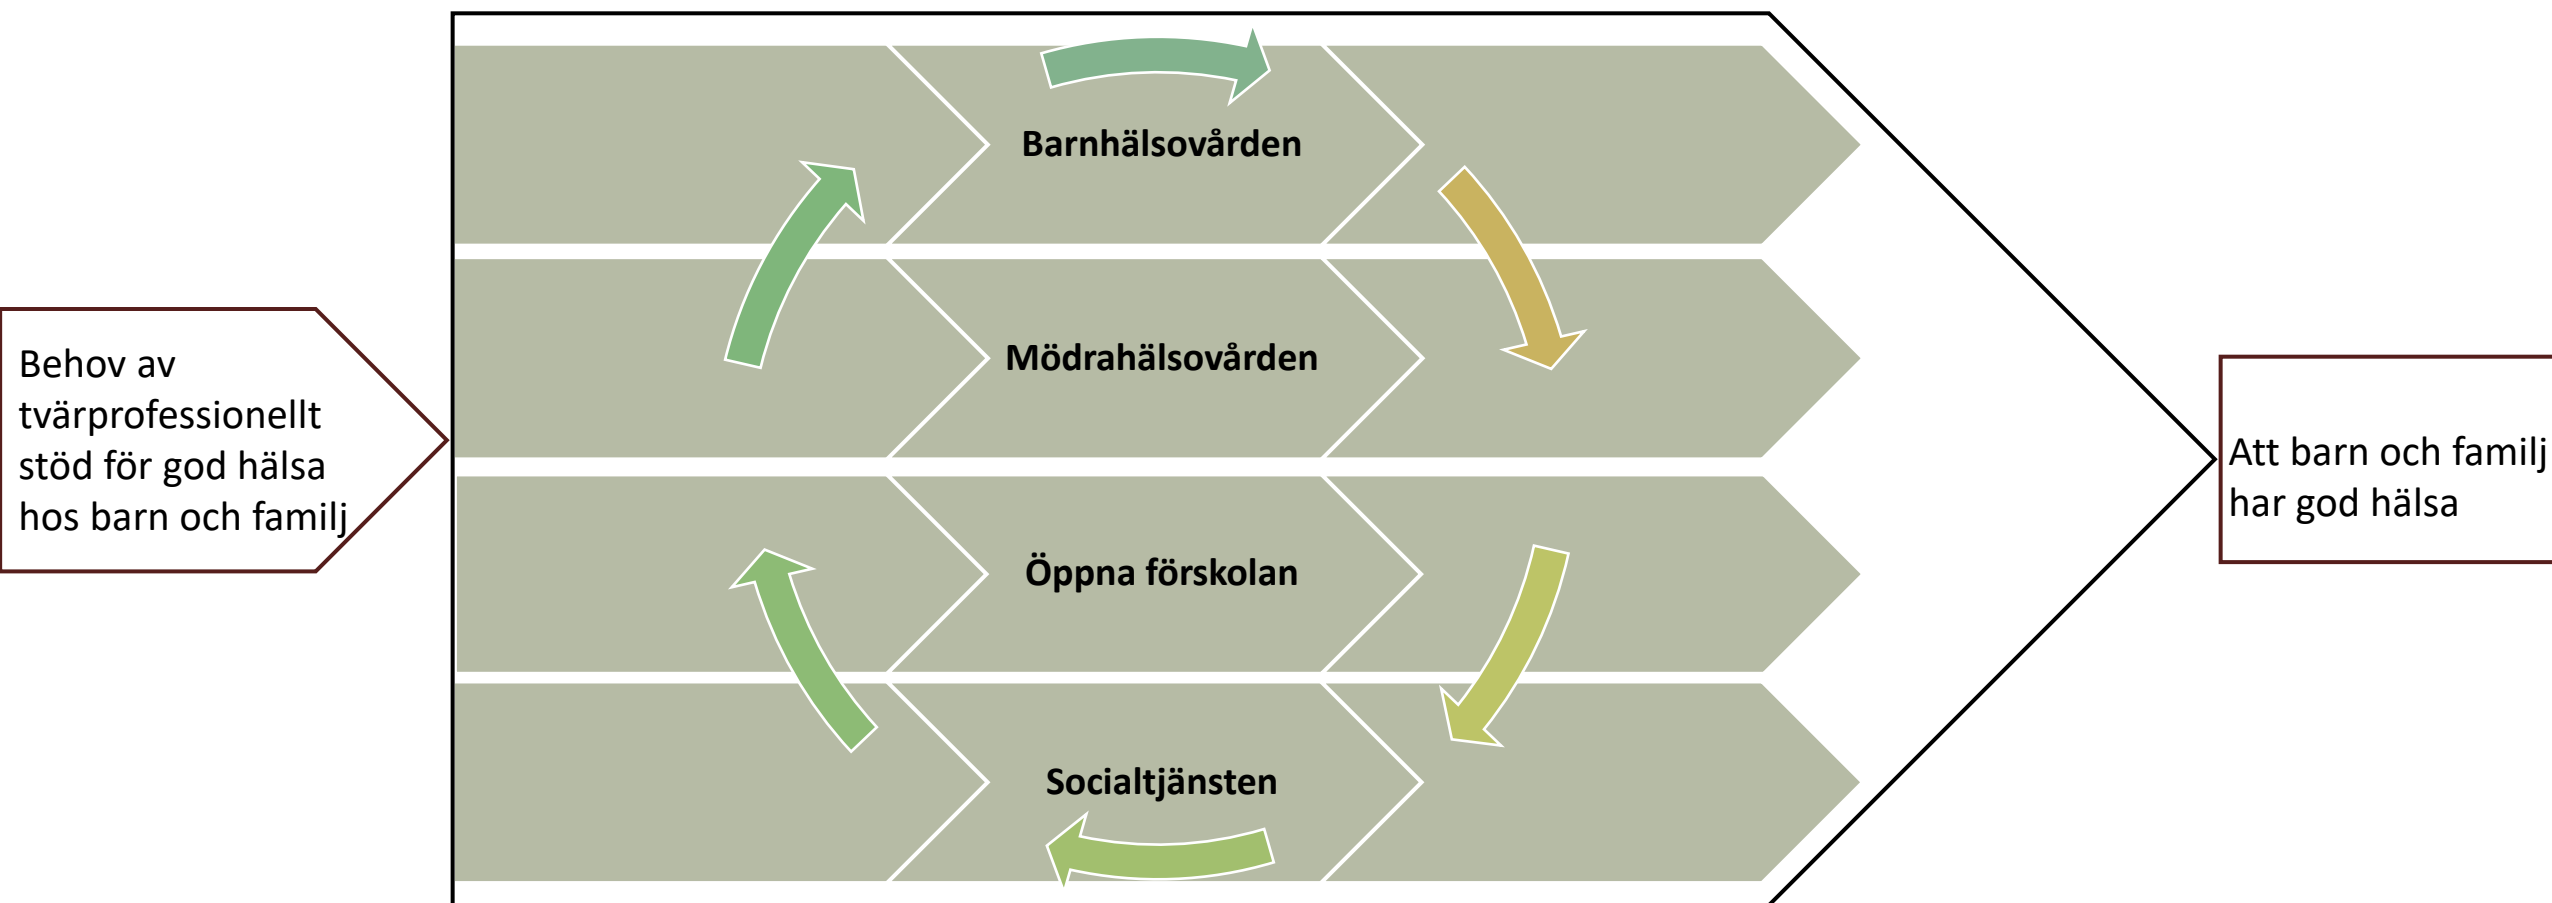 Behov av
tvärprofessionellt
stöd för god hälsa
hos barn och familj
Barnhälsovården
Mödrahälsovården
Öppna förskolan
Socialtjänsten
Att barn och familj
har god hälsa